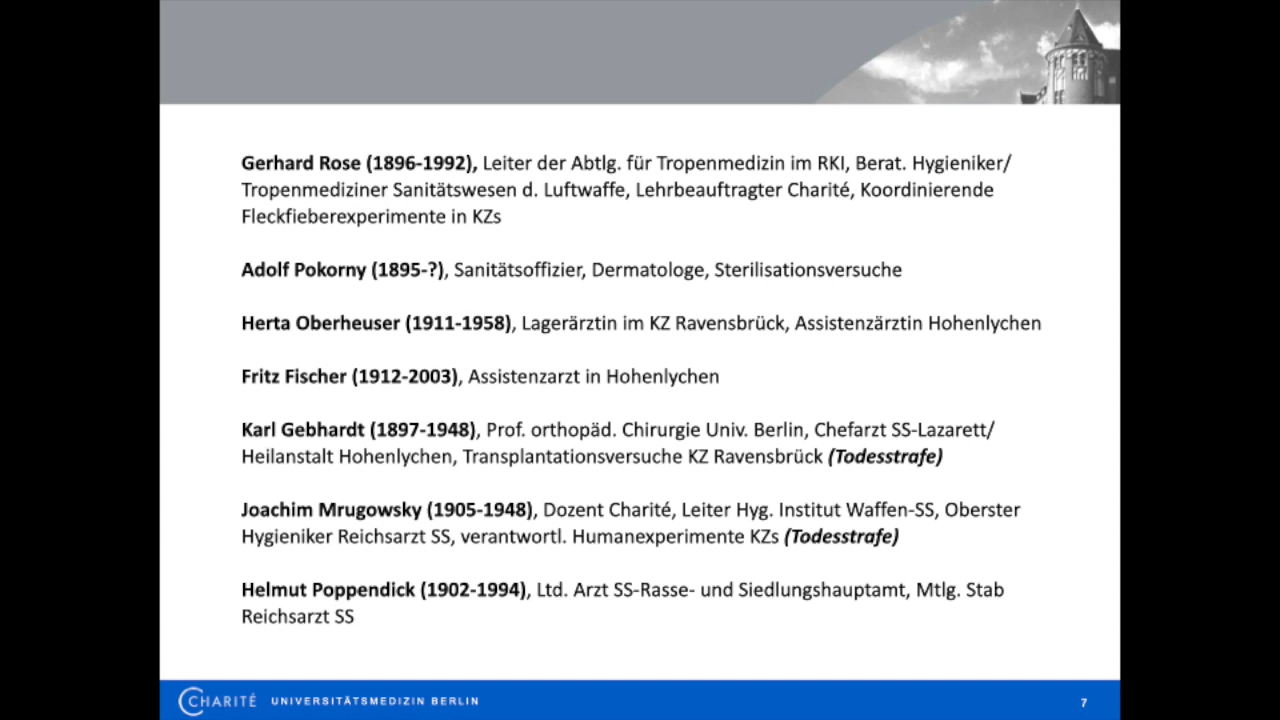 Gerhard Rose (1896-1992), Leiter der Abtlg. für Tropenmedizin im RKI, Berat. Hygieniker/
Tropenmediziner Sanitätswesen d. Luftwaffe, Lehrbeauftragter Charité, Koordinierende
Fleckfieberexperimente in KZs
Adolf Pokorny (1895-?), Sanitätsoffizier, Dermatologe, Sterilisationsversuche
Herta Oberheuser (1911-1958), Lagerärztin im KZ Ravensbrück, Assistenzärztin Hohenlychen
Fritz Fischer (1912-2003), Assistenzarzt in Hohenlychen
Karl Gebhardt (1897-1948), Prof. orthopäd. Chirurgie Univ. Berlin, Chefarzt SS-Lazarett/
Heilanstalt Hohenlychen, Transplantationsversuche KZ Ravensbrück (Todesstrafe)
Joachim Mrugowsky (1905-1948), Dozent Charité, Leiter Hyg. Institut Waffen-SS, Oberster
Hygieniker Reichsarzt SS, verantwortl. Humanexperimente KZs (Todesstrafe)
Helmut Poppendick (1902-1994), Ltd. Arzt SS-Rasse- und Siedlungshauptamt, Mtlg. Stab
Reichsarzt SS
CHARITÉ UNIVERSITÄTSMEDIZIN BERLIN 7